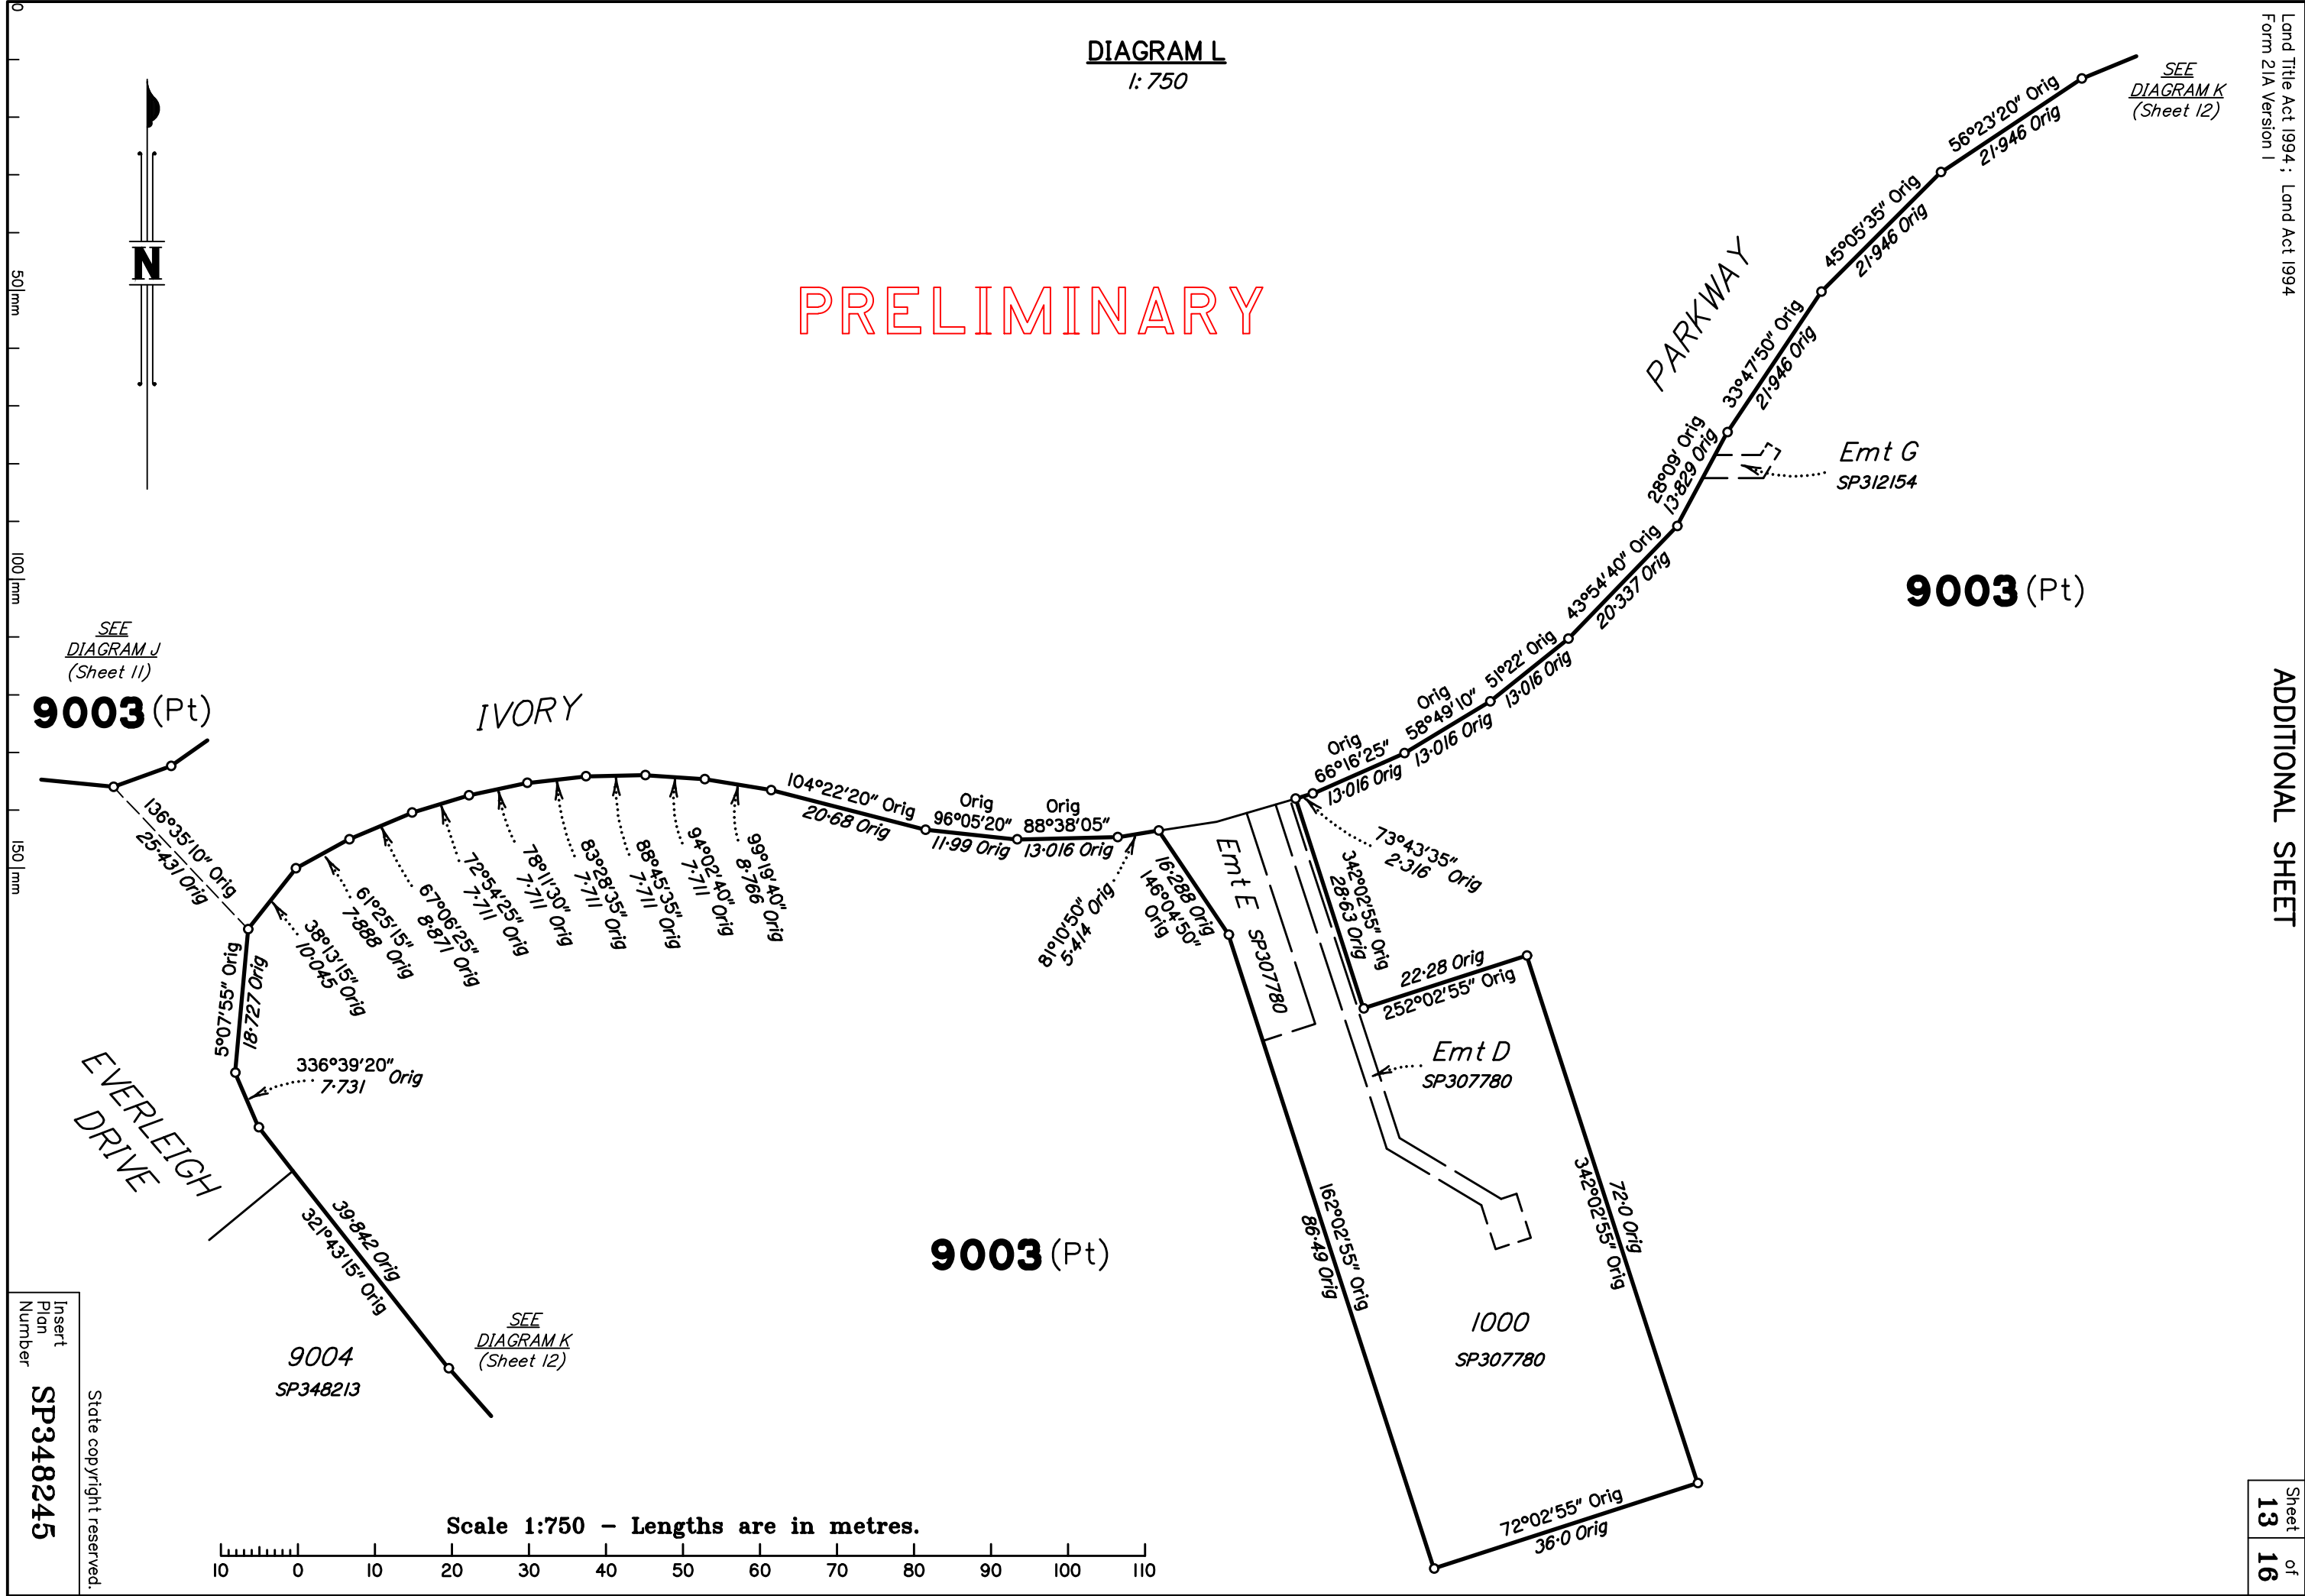 Land Title Act 1994 ; Land Act 1994
Form 21A Version 1
ADDITIONAL SHEET
Sheet
13
of
16
DIAGRAM L
1:750
PRELIMINARY
N
0
50 mm
100 mm
150 mm
SEE
DIAGRAM K
(Sheet 12)
56°23'20" Orig
21·946 Orig
45°05'35" Orig
21·946 Orig
33°47'50" Orig
21·946 Orig
28°09' Orig
13·829 Orig
43°54'40" Orig
20·337 Orig
51°22' Orig
13·016 Orig
Orig
58°49'10"
13·016 Orig
Orig
66°16'25"
13·016 Orig
73°43'35"
2·316 Orig
PARKWAY
Emt G
SP312154
9003 (Pt)
SEE
DIAGRAM J
(Sheet 11)
9003 (Pt)
IVORY
136°35'10" Orig
25·431 Orig
38°13'15" Orig
10·045
61°25'15"
7·888 Orig
67°06'25"
8·871 Orig
72°54'25" Orig
7·711
78°11'30" Orig
7·711
83°28'35" Orig
7·711
88°45'35" Orig
7·711
94°02'40" Orig
7·711
99°19'40" Orig
8·766
104°22'20" Orig
20·68 Orig
Orig
96°05'20"
11·99 Orig
Orig
88°38'05"
13·016 Orig
81°10'50"
5·414 Orig
16·288 Orig
146°04'50"
Orig
Emt E SP307780
342°02'55" Orig
28·63 Orig
22·28 Orig
252°02'55" Orig
Emt D
SP307780
72·0 Orig
342°02'55" Orig
162°02'55" Orig
86·49 Orig
1000
SP307780
72°02'55" Orig
36·0 Orig
5°07'55" Orig
18·727 Orig
336°39'20"
7·731 Orig
EVERLEIGH
DRIVE
39·842 Orig
321°43'15" Orig
9003 (Pt)
SEE
DIAGRAM K
(Sheet 12)
9004
SP348213
Scale 1:750 – Lengths are in metres.
10 0 10 20 30 40 50 60 70 80 90 100 110
State copyright reserved.
Insert
Plan
Number
SP348245